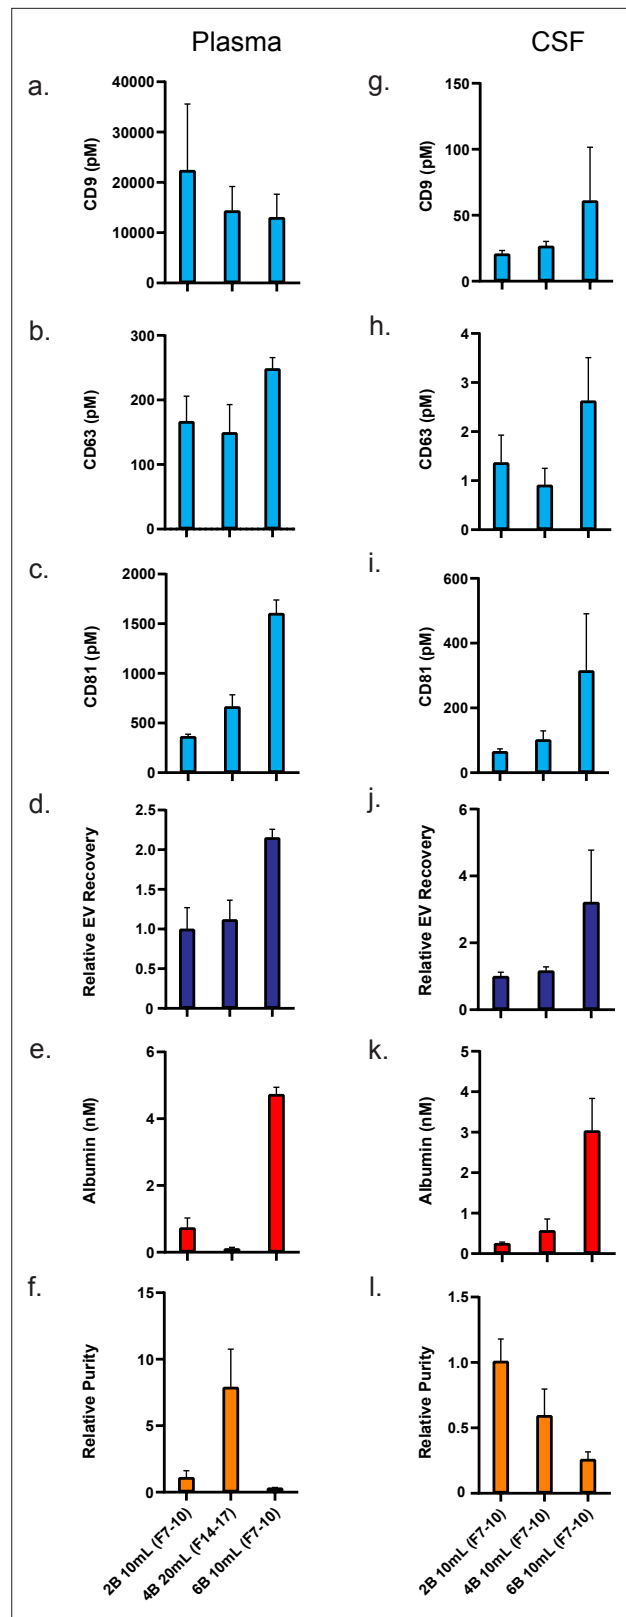 Plasma
CSF
a.
CD9 (pM)
40000
30000
20000
10000
0
g.
CD9 (pM)
150
100
50
0
b.
CD63 (pM)
300
200
100
0
h.
CD63 (pM)
4
3
2
1
0
c.
CD81 (pM)
2000
1500
1000
500
0
i.
CD81 (pM)
600
400
200
0
d.
Relative EV Recovery
2.5
2.0
1.5
1.0
0.5
0
j.
Relative EV Recovery
6
4
2
0
e.
Albumin (nM)
6
4
2
0
k.
Albumin (nM)
5
4
3
2
1
0
f.
Relative Purity
15
10
5
0
2B 10mL (F7-10)
4B 20mL (F14-17)
6B 10mL (F7-10)
l.
Relative Purity
1.5
1.0
0.5
0
2B 10mL (F7-10)
4B 10mL (F7-10)
6B 10mL (F7-10)